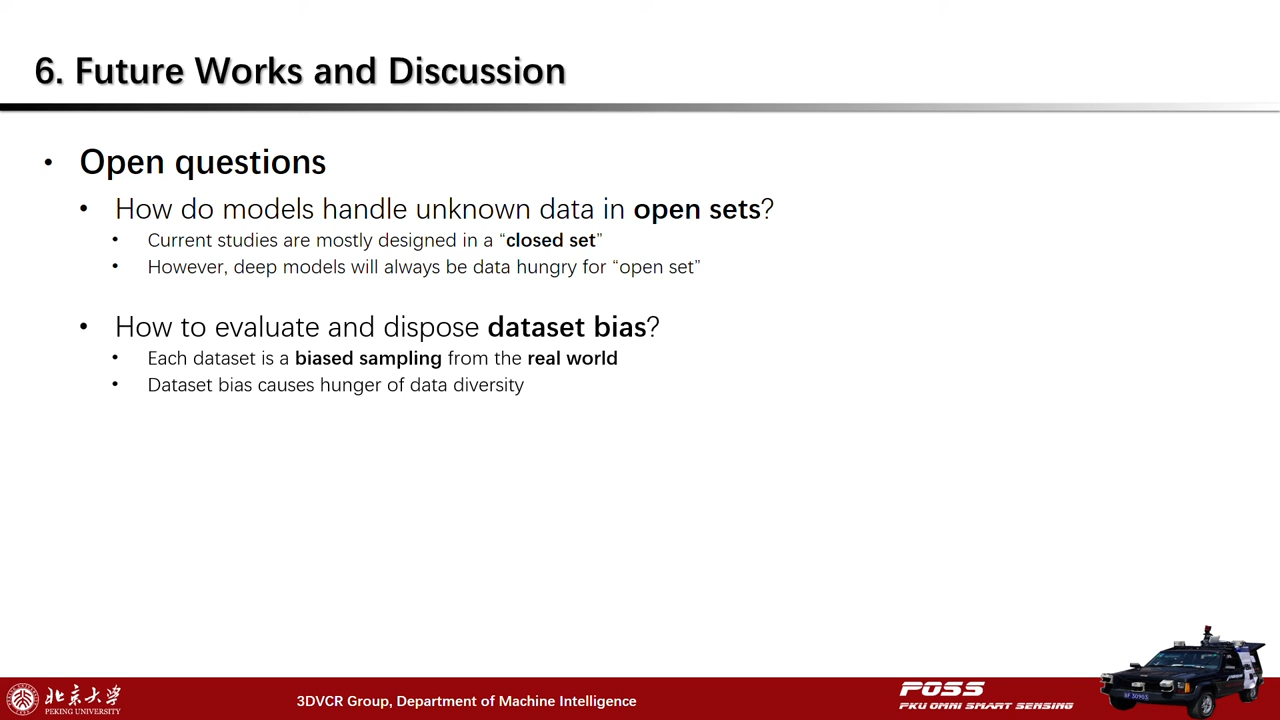 6. Future Works and Discussion
• Open questions
• How do models handle unknown data in open sets?
• Current studies are mostly designed in a “closed set”
• However, deep models will always be data hungry for “open set”
• How to evaluate and dispose dataset bias?
• Each dataset is a biased sampling from the real world
• Dataset bias causes hunger of data diversity
北京大学
PEKING UNIVERSITY
3DVCR Group, Department of Machine Intelligence
POSS
PKU OMNI SMART SENSING